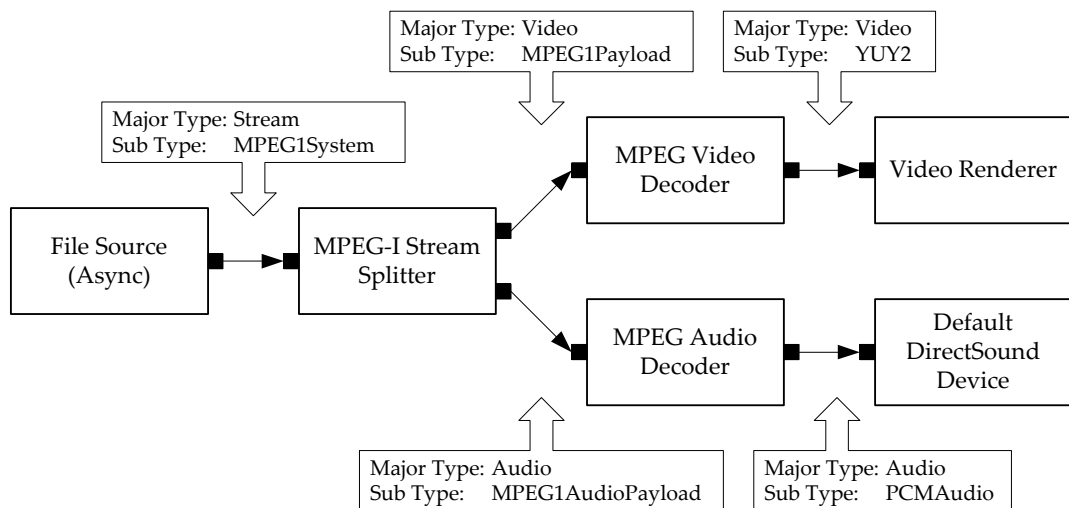 Major Type: Video
Sub Type: MPEG1Payload
Major Type: Video
Sub Type: YUY2
Major Type: Stream
Sub Type: MPEG1System
MPEG Video
Decoder
Video Renderer
File Source
(Async)
MPEG-I Stream
Splitter
MPEG Audio
Decoder
Default
DirectSound
Device
Major Type: Audio
Sub Type: MPEG1AudioPayload
Major Type: Audio
Sub Type: PCMAudio